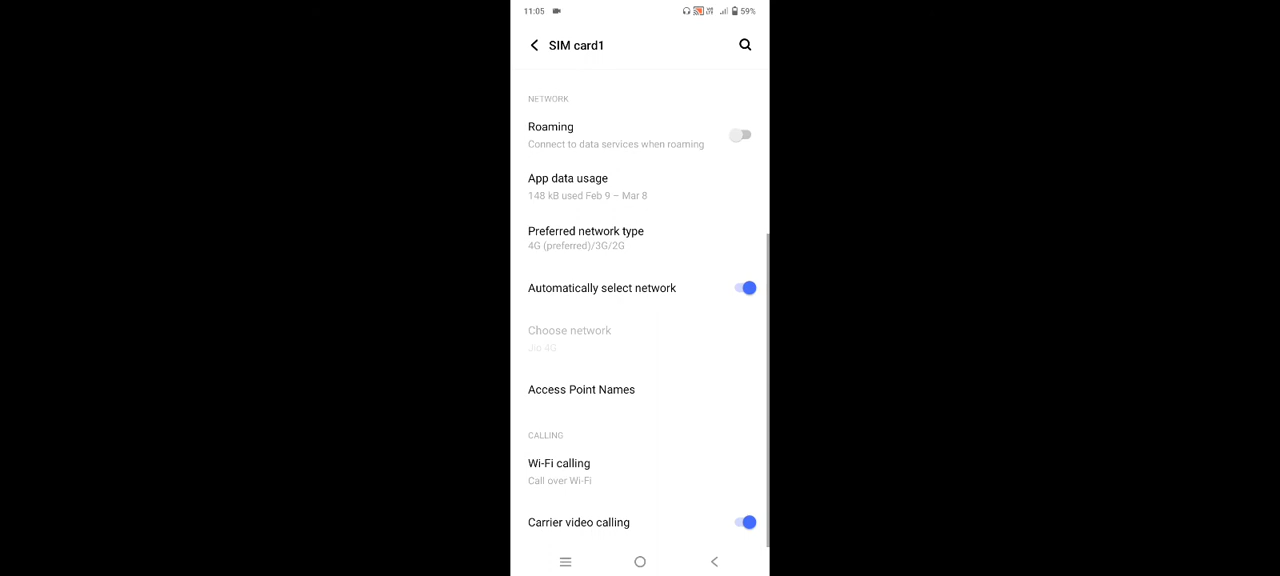 11:05 59%
SIM card1
NETWORK
Roaming
Connect to data services when roaming
App data usage
148 kB used Feb 9 – Mar 8
Preferred network type
4G (preferred)/3G/2G
Automatically select network
Choose network
Jio 4G
Access Point Names
CALLING
Wi-Fi calling
Call over Wi-Fi
Carrier video calling